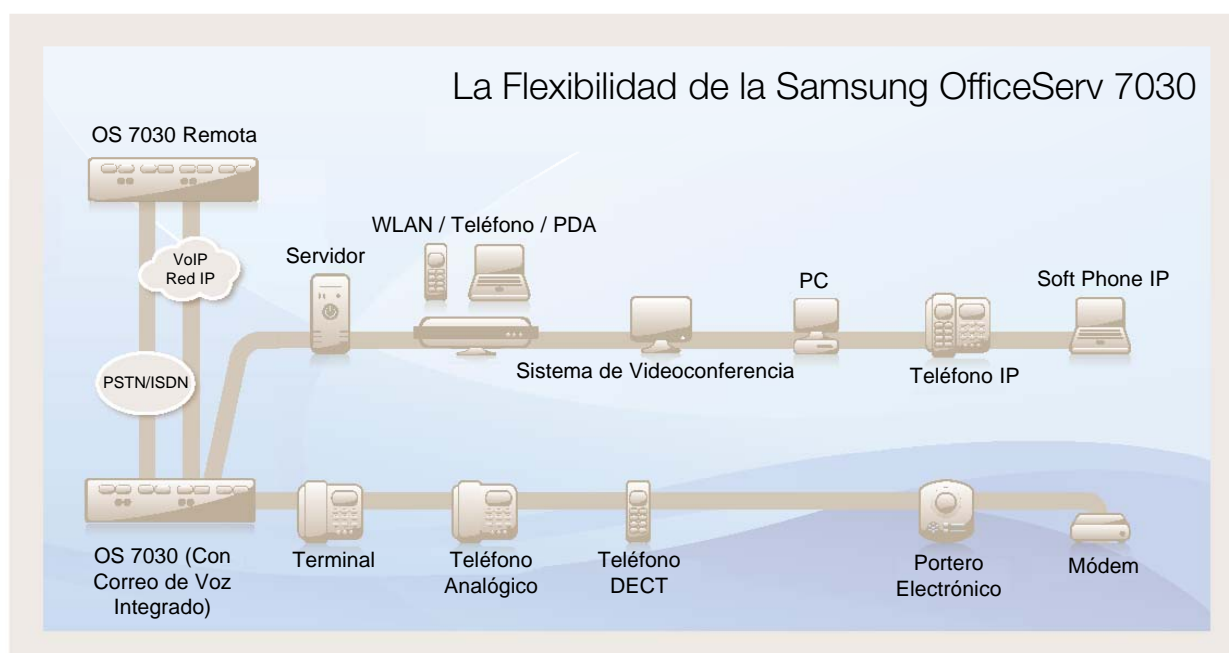 La Flexibilidad de la Samsung OfficeServ 7030
OS 7030 Remota
WLAN / Teléfono / PDA
VoIP
Red IP
Servidor
PC
Soft Phone IP
PSTN/ISDN
Sistema de Videoconferencia
Teléfono IP
OS 7030 (Con
Correo de Voz
Integrado)
Terminal
Teléfono
Analógico
Teléfono
DECT
Portero
Electrónico
Módem